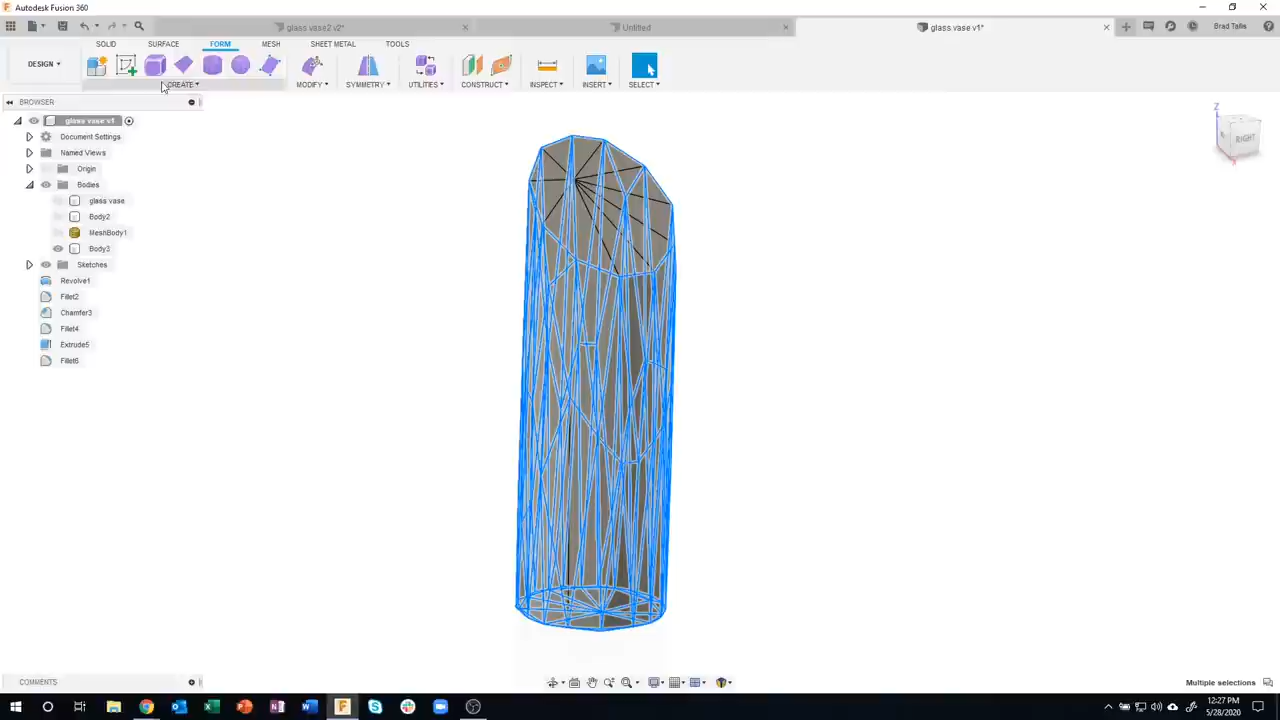 Autodesk Fusion 360
glass vase2 v2*
Untitled
glass vase v1*
Brad Tallis
SOLID
SURFACE
FORM
MESH
SHEET METAL
TOOLS
DESIGN
CREATE
MODIFY
SYMMETRY
UTILITIES
CONSTRUCT
INSPECT
INSERT
SELECT
BROWSER
glass vase v1
Document Settings
Named Views
Origin
Bodies
glass vase
Body2
MeshBody1
Body3
Sketches
Revolve1
Fillet2
Chamfer3
Fillet4
Extrude5
Fillet6
Z
RIGHT
COMMENTS
Multiple selections
12:27 PM
5/28/2020